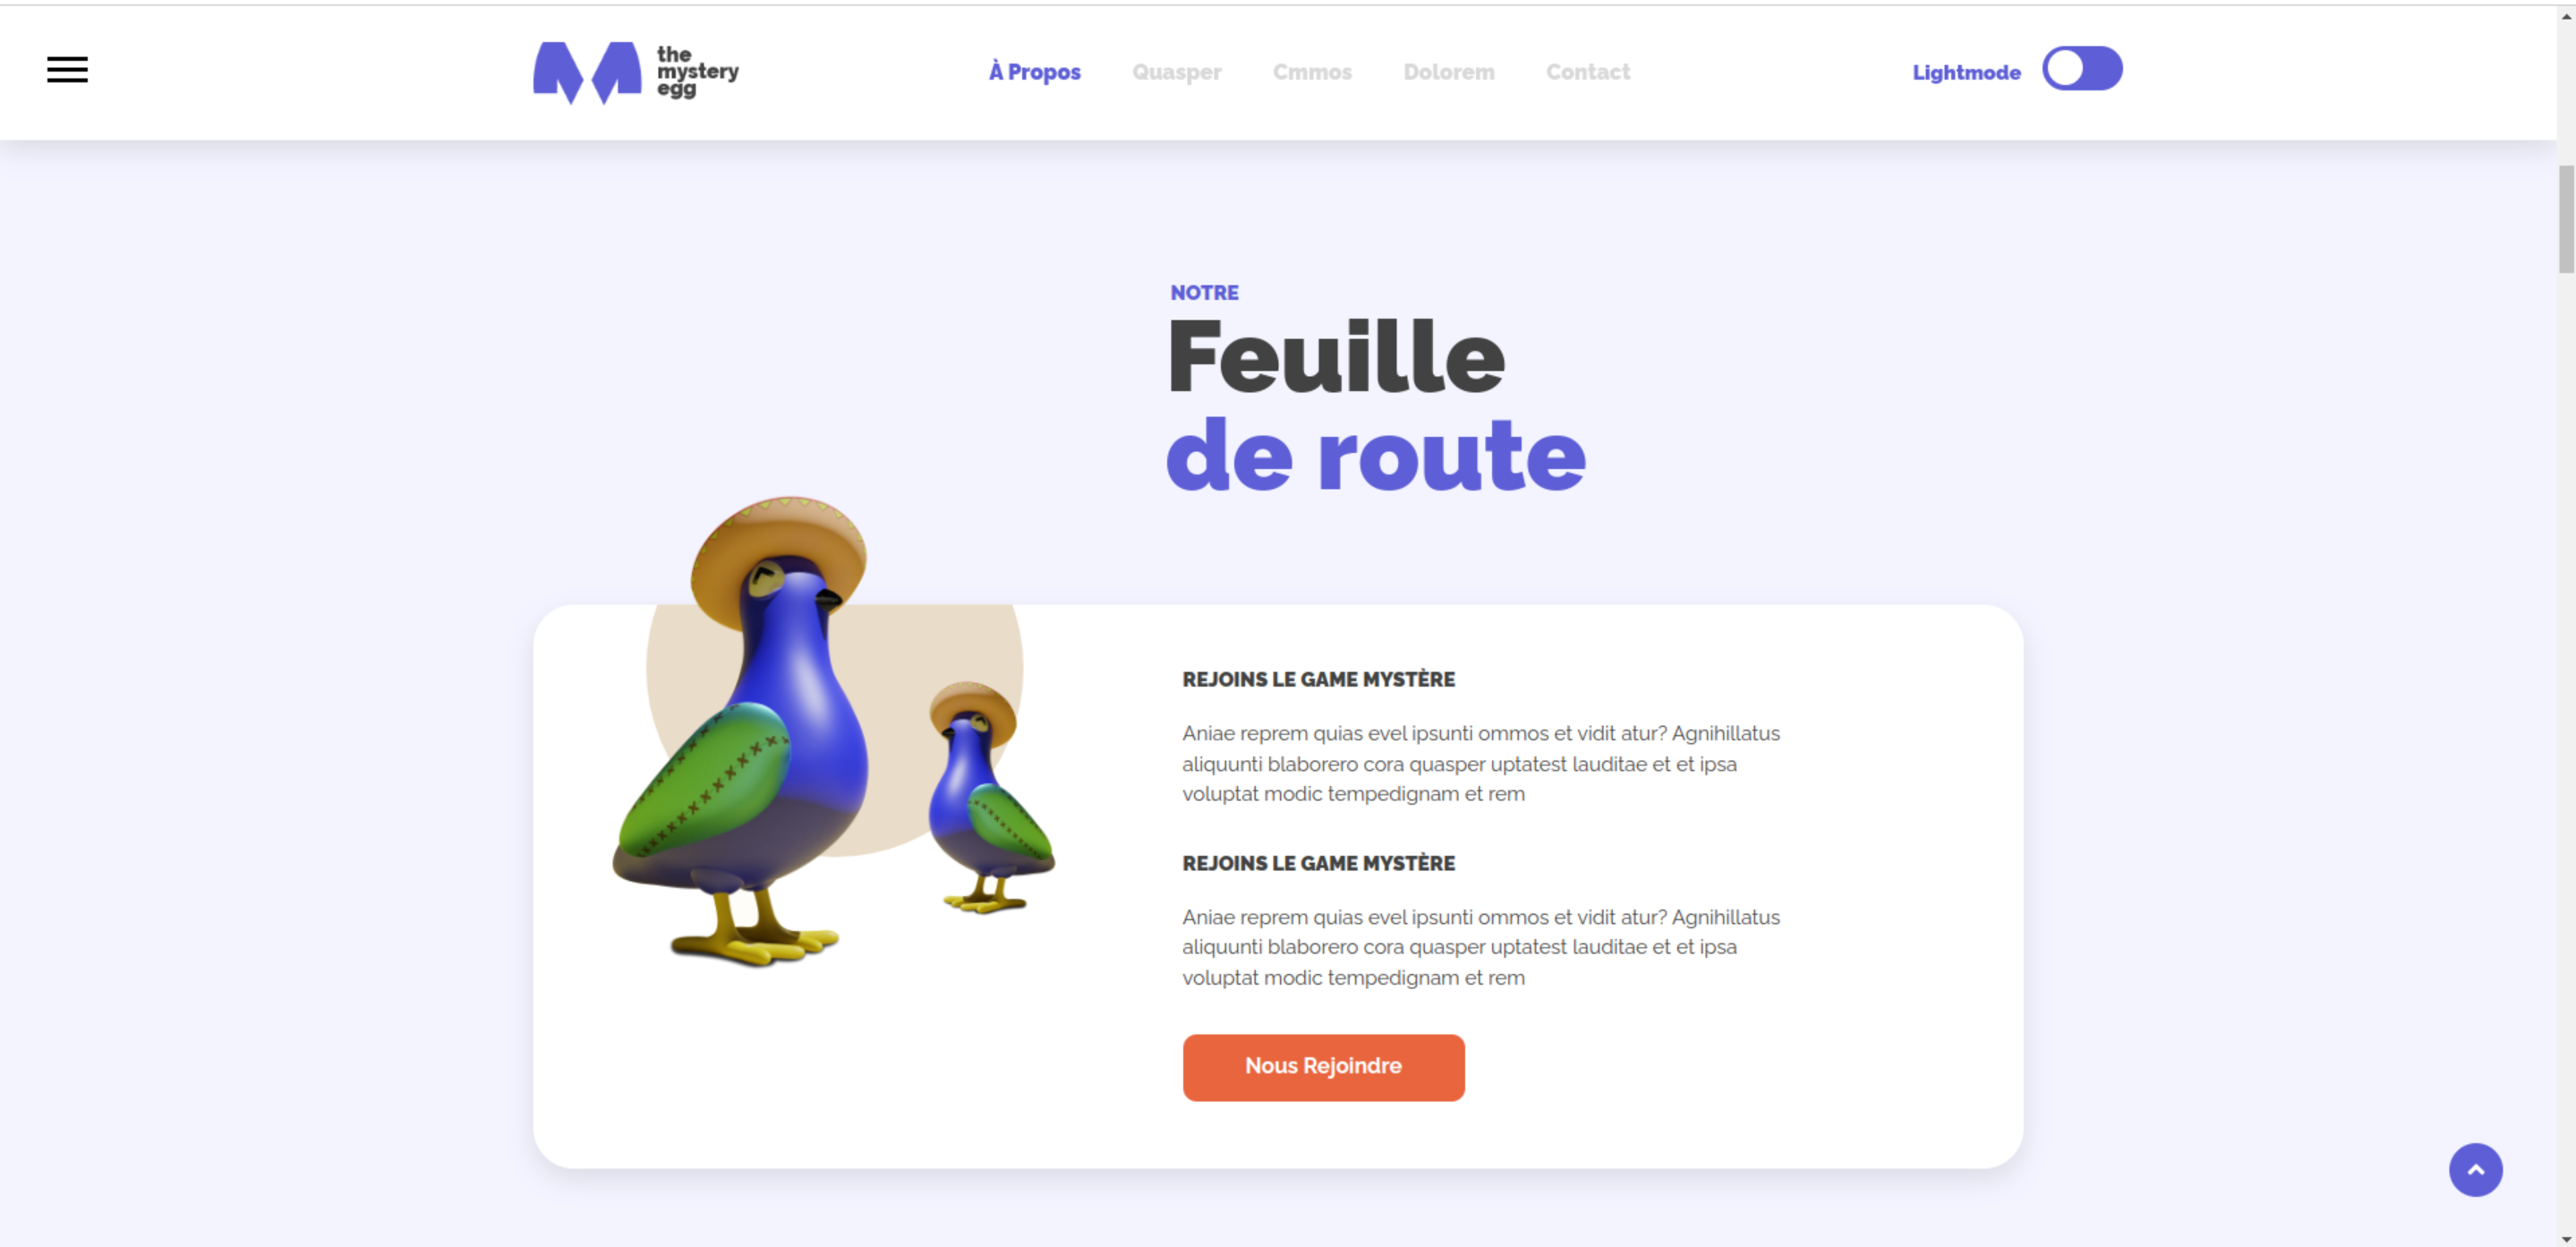 the
mystery
egg
À Propos
Quasper
Cmmos
Dolorem
Contact
Lightmode
NOTRE
Feuille
de route
REJOINS LE GAME MYSTÈRE
Aniae reprem quias evel ipsunti ommos et vidit atur? Agnihillatus
aliquunti blaborero cora quasper uptatest lauditae et et ipsa
voluptat modic tempedignam et rem
REJOINS LE GAME MYSTÈRE
Aniae reprem quias evel ipsunti ommos et vidit atur? Agnihillatus
aliquunti blaborero cora quasper uptatest lauditae et et ipsa
voluptat modic tempedignam et rem
Nous Rejoindre